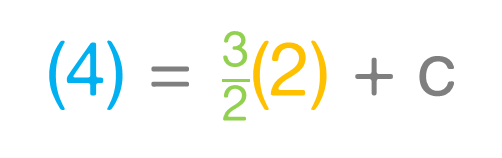 (4) = 3/2(2) + c